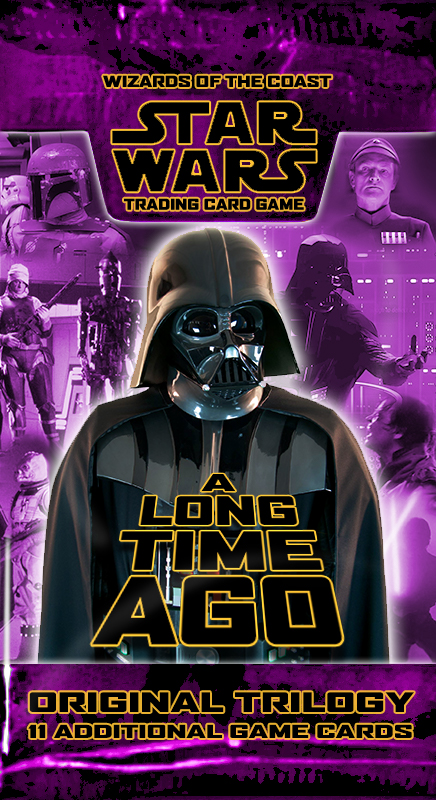 WIZARDS OF THE COAST
STAR
WARS
TRADING CARD GAME
A
LONG
TIME
AGO
ORIGINAL TRILOGY
11 ADDITIONAL GAME CARDS